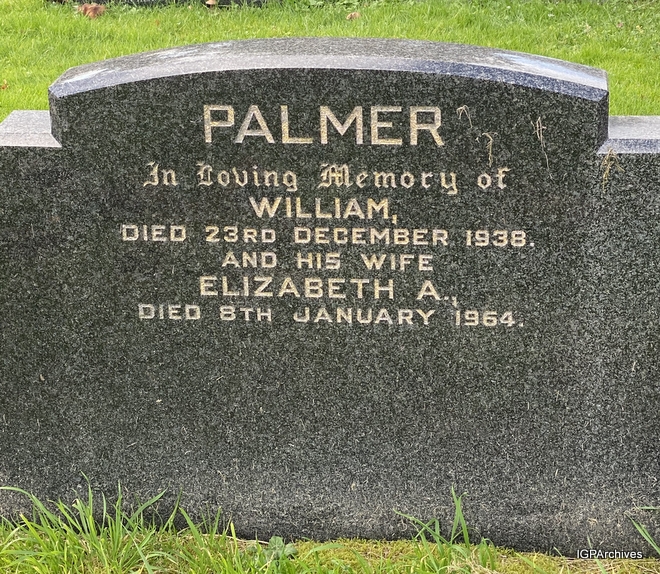 PALMER
In Loving Memory of
WILLIAM,
DIED 23RD DECEMBER 1938.
AND HIS WIFE
ELIZABETH A.,
DIED 8TH JANUARY 1964.
IGPArchives